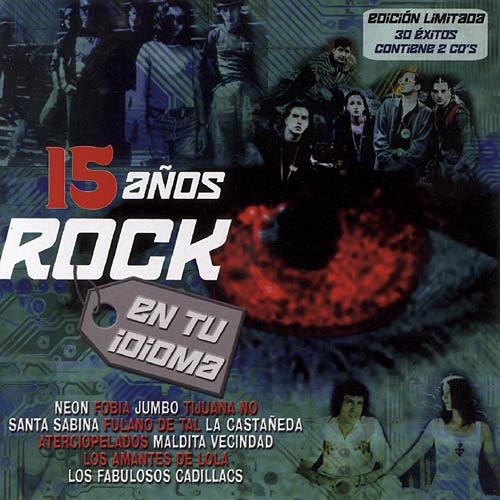 EDICIÓN LIMITADA
30 ÉXITOS
CONTIENE 2 CD'S
15 AÑOS
ROCK
EN TU
IDIOMA
NEON FOBIA JUMBO TIJUANA NO
SANTA SABINA FULANO DE TAL LA CASTAÑEDA
ATERCIOPELADOS MALDITA VECINDAD
LOS AMANTES DE LOLA
LOS FABULOSOS CADILLACS